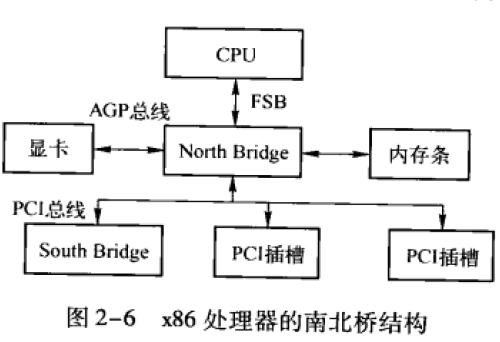 CPU
FSB
AGP总线
显卡
North Bridge
内存条
PCI总线
South Bridge
PCI插槽
PCI插槽
图 2-6 x86 处理器的南北桥结构